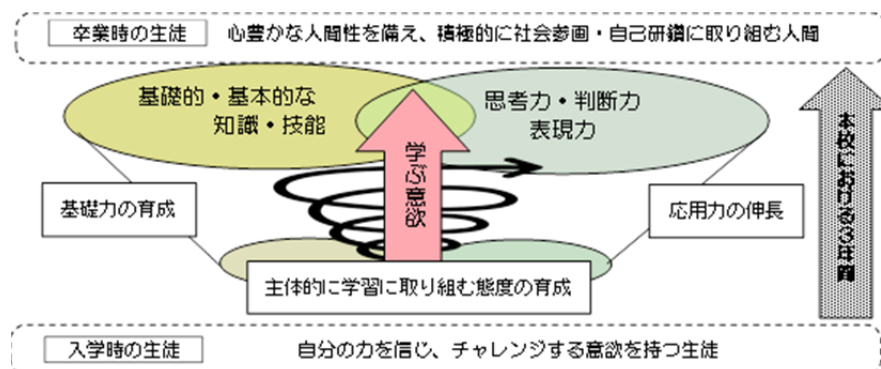 卒業時の生徒 心豊かな人間性を備え、積極的に社会参画・自己研鑽に取り組む人間
基礎的・基本的な
知識・技能
思考力・判断力
表現力
学ぶ意欲
基礎力の育成
応用力の伸長
本校における3年間
主体的に学習に取り組む態度の育成
入学時の生徒 自分の力を信じ、チャレンジする意欲を持つ生徒